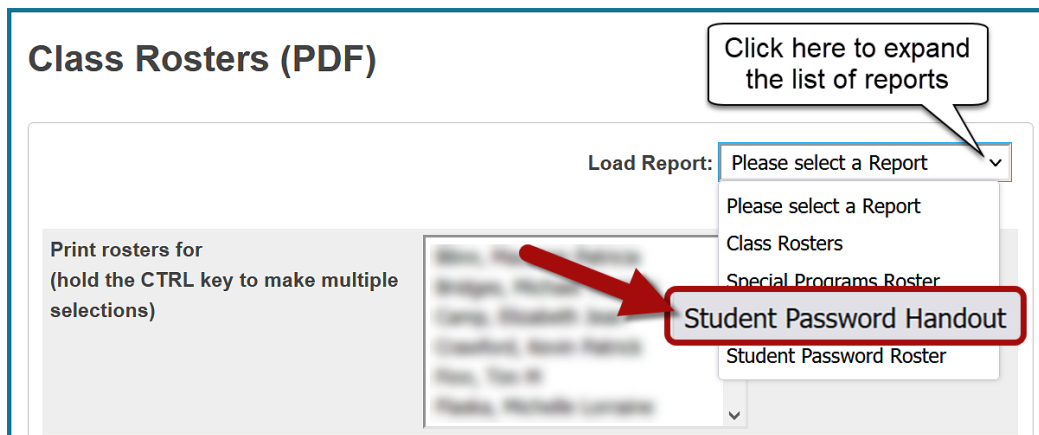 Class Rosters (PDF)
Click here to expand
the list of reports
Load Report: Please select a Report
Please select a Report
Class Rosters
Special Programs Roster
Student Password Handout
Student Password Roster
Print rosters for
(hold the CTRL key to make multiple
selections)